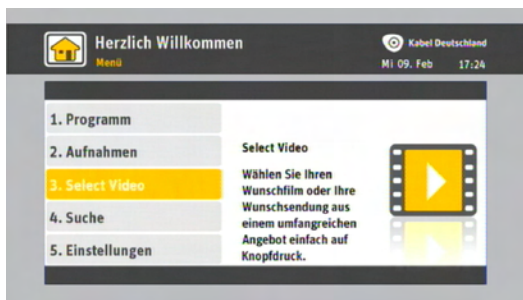 Herzlich Willkommen
Menü
Kabel Deutschland
Mi 09. Feb 17:24
1. Programm
2. Aufnahmen
3. Select Video
4. Suche
5. Einstellungen
Select Video
Wählen Sie Ihren
Wunschfilm oder Ihre
Wunschsendung aus
einem umfangreichen
Angebot einfach auf
Knopfdruck.